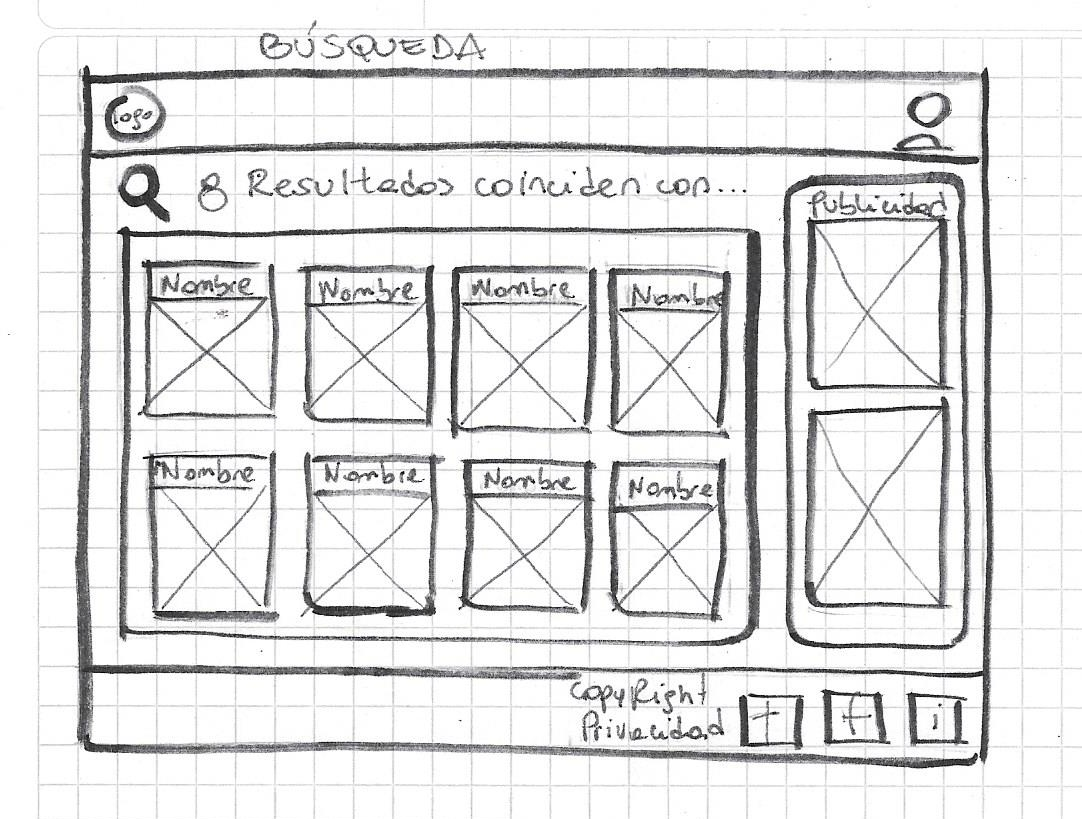 BÚSQUEDA
Logo
8 Resultados coinciden con...
Publicidad
Nombre Nombre Nombre Nombre
Nombre Nombre Nombre Nombre
CopyRight
Privacidad
t f i